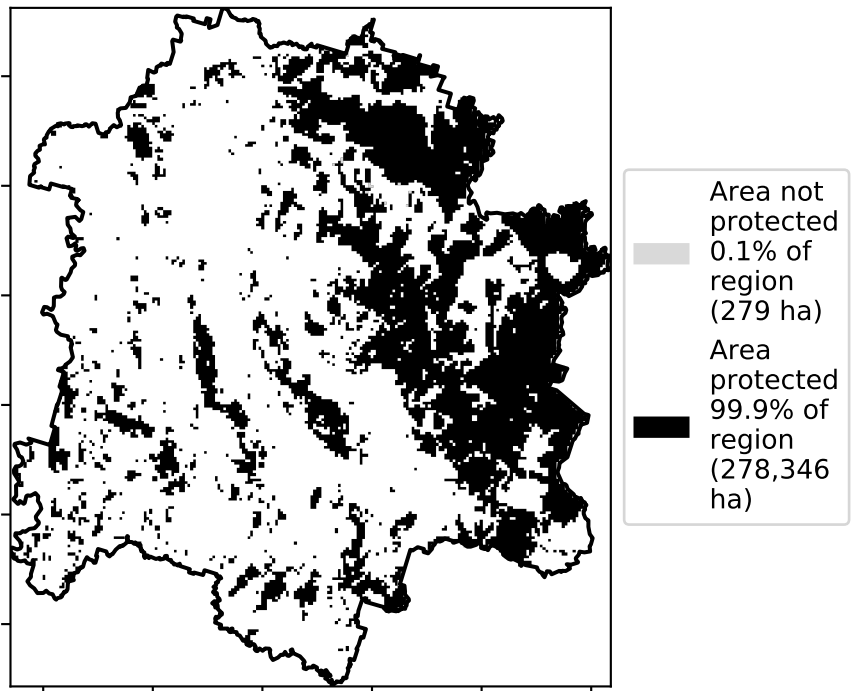 Area not
protected
0.1% of
region
(279 ha)
Area
protected
99.9% of
region
(278,346
ha)